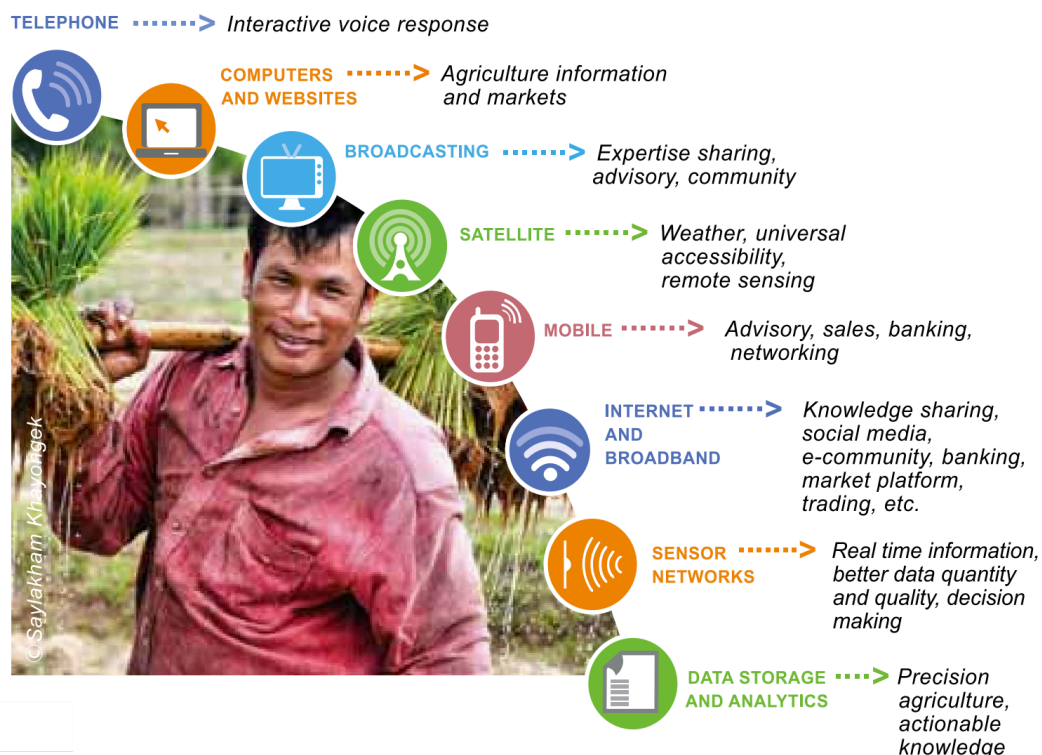 TELEPHONE > Interactive voice response
COMPUTERS
AND WEBSITES > Agriculture information
and markets
BROADCASTING > Expertise sharing,
advisory, community
SATELLITE > Weather, universal
accessibility,
remote sensing
MOBILE > Advisory, sales, banking,
networking
INTERNET
AND
BROADBAND > Knowledge sharing,
social media,
e-community, banking,
market platform,
trading, etc.
SENSOR
NETWORKS > Real time information,
better data quantity
and quality, decision
making
DATA STORAGE
AND ANALYTICS > Precision
agriculture,
actionable
knowledge
© Saylakham Khayongek